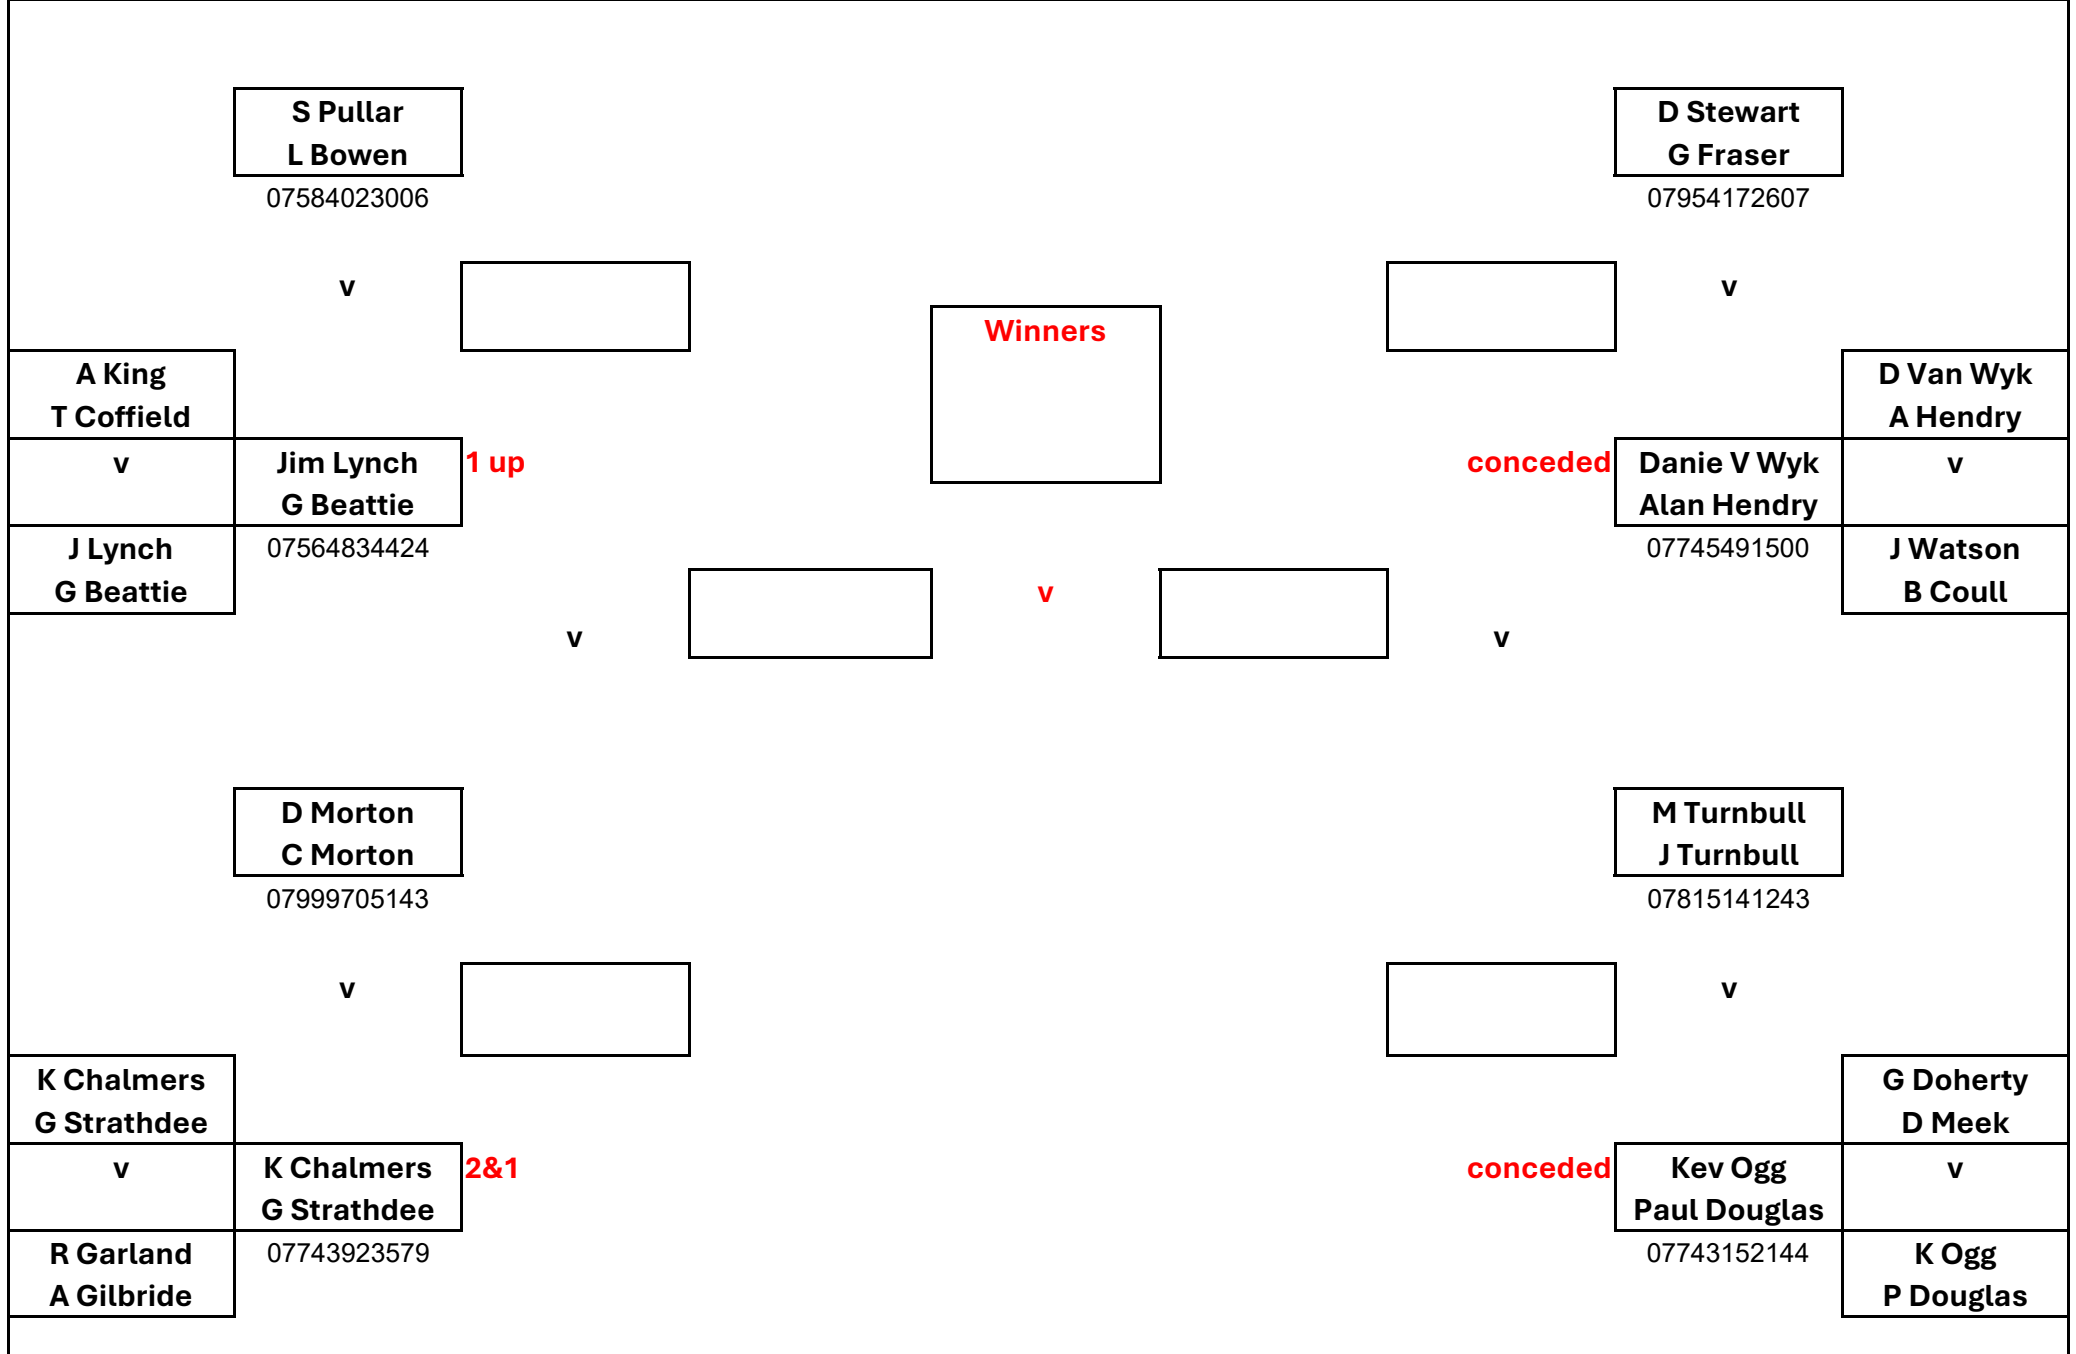 S Pullar
L Bowen
07584023006
D Stewart
G Fraser
07954172607
v
v
Winners
A King
T Coffield
D Van Wyk
A Hendry
v
Jim Lynch
G Beattie
1 up
conceded
Danie V Wyk
Alan Hendry
v
J Lynch
G Beattie
07564834424
07745491500
J Watson
B Coull
v
v
v
D Morton
C Morton
07999705143
M Turnbull
J Turnbull
07815141243
v
v
K Chalmers
G Strathdee
G Doherty
D Meek
v
K Chalmers
G Strathdee
2&1
conceded
Kev Ogg
Paul Douglas
v
R Garland
A Gilbride
07743923579
07743152144
K Ogg
P Douglas